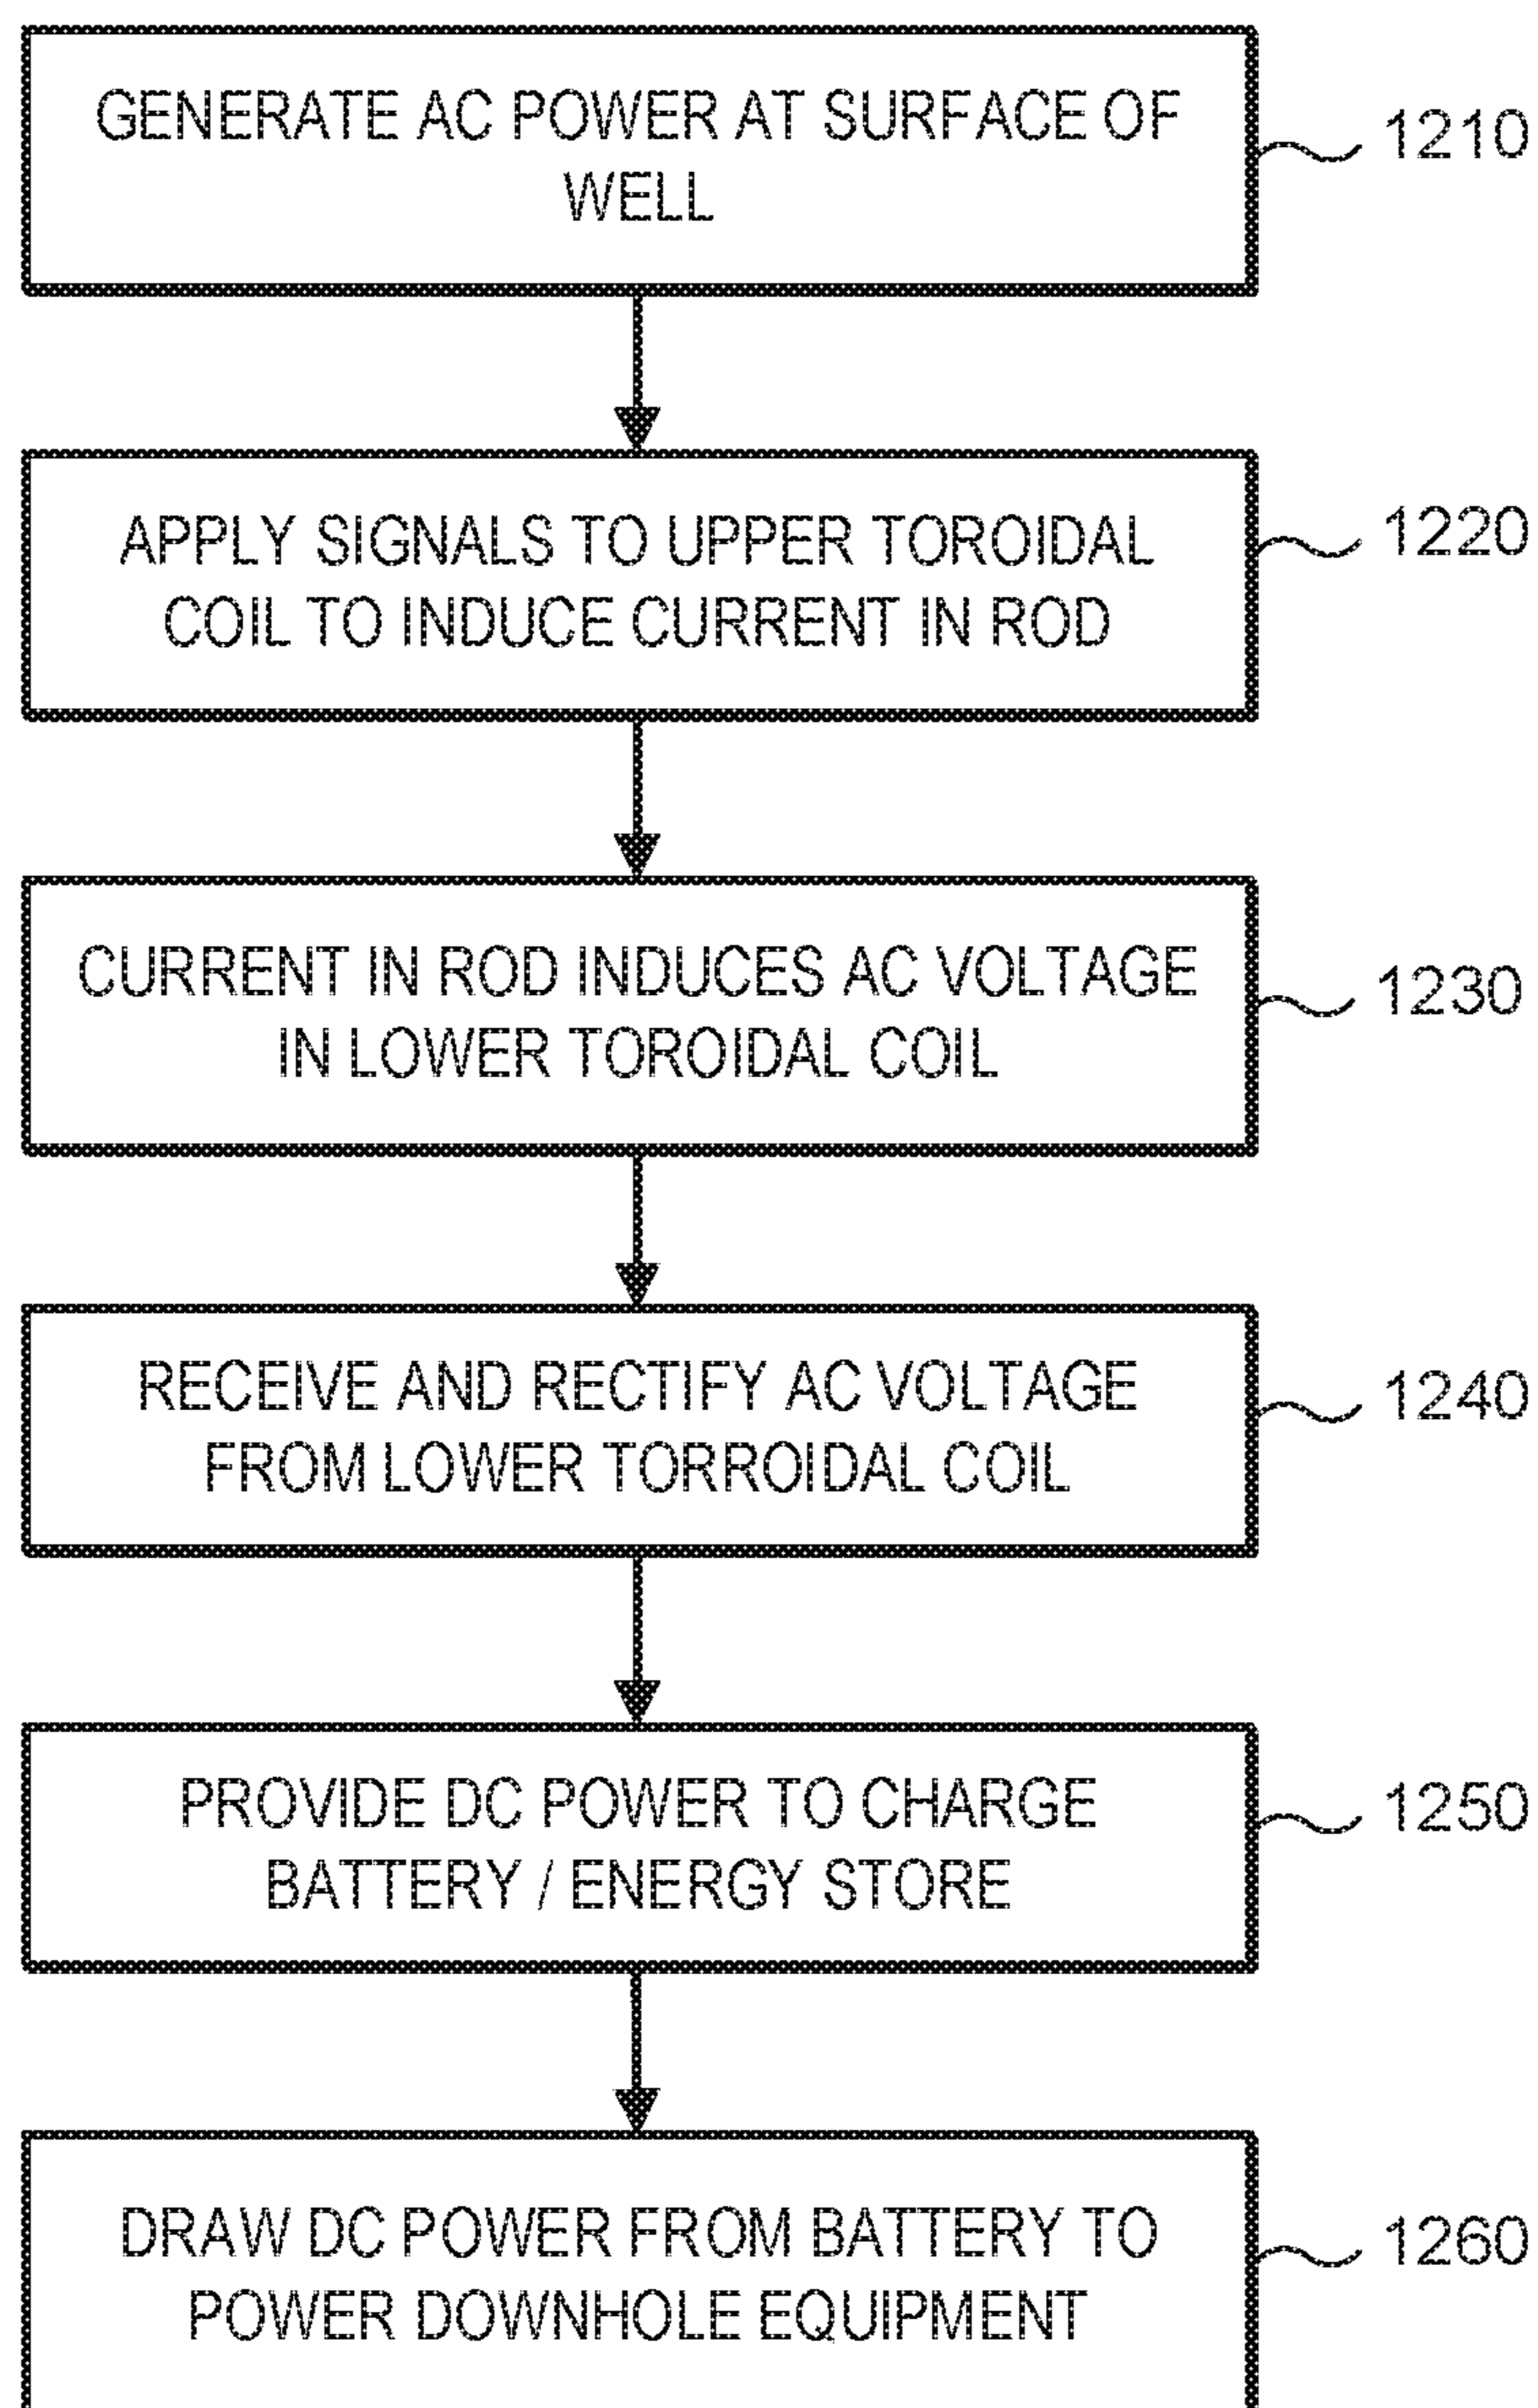 GENERATE AC POWER AT SURFACE OF
WELL
1210
APPLY SIGNALS TO UPPER TOROIDAL
COIL TO INDUCE CURRENT IN ROD
1220
CURRENT IN ROD INDUCES AC VOLTAGE
IN LOWER TOROIDAL COIL
1230
RECEIVE AND RECTIFY AC VOLTAGE
FROM LOWER TORROIDAL COIL
1240
PROVIDE DC POWER TO CHARGE
BATTERY / ENERGY STORE
1250
DRAW DC POWER FROM BATTERY TO
POWER DOWNHOLE EQUIPMENT
1260